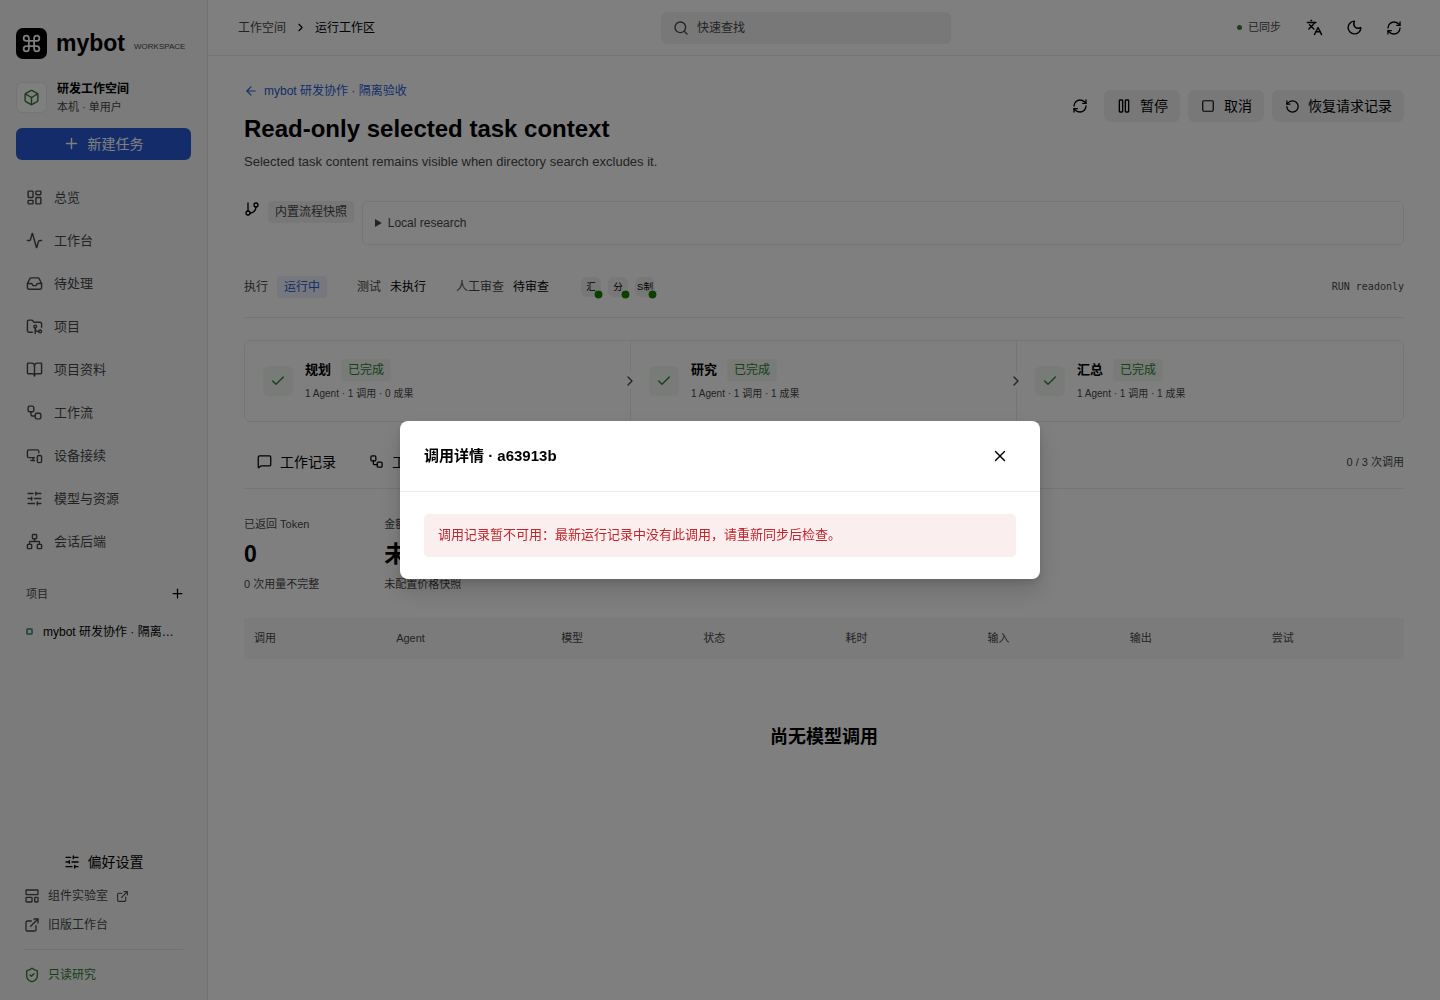 mybot WORKSPACE
研发工作空间
本机 · 单用户
新建任务
总览
工作台
待处理
项目
项目资料
工作流
设备接续
模型与资源
会话后端
项目
mybot 研发协作 · 隔离…
偏好设置
组件实验室
旧版工作台
只读研究
工作空间 运行工作区
快速查找
已同步
mybot 研发协作 · 隔离验收
暂停
取消
恢复请求记录
Read-only selected task context
Selected task content remains visible when directory search excludes it.
内置流程快照
Local research
执行 运行中 测试 未执行 人工审查 待审查 汇 分 S制
RUN readonly
规划 已完成
1 Agent · 1 调用 · 0 成果
研究 已完成
1 Agent · 1 调用 · 1 成果
汇总 已完成
1 Agent · 1 调用 · 1 成果
工作记录
0 / 3 次调用
调用详情 · a63913b
调用记录暂不可用：最新运行记录中没有此调用，请重新同步后检查。
已返回 Token
0
0 次用量不完整
未配置价格快照
调用 Agent 模型 状态 耗时 输入 输出 尝试
尚无模型调用